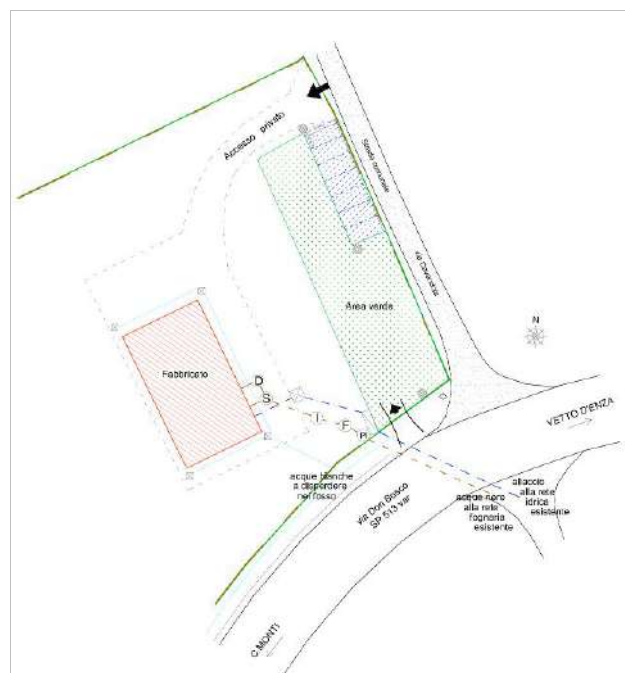 Accesso privato
Strada comunale
Area verde
N
Fabbricato
D
S
VETTO D'ENZA
I
F
PI
acque bianche
a disperdere
nel fosso
via Don Bosco
SP 513 var
allaccio
alla rete
idrica
esistente
acque nere
alla rete
fognaria
esistente
C.MONTI